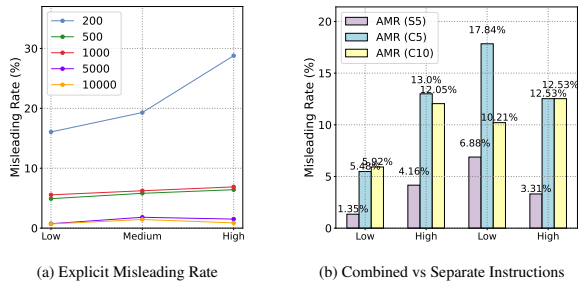 Misleading Rate (%)
30
20
10
0
200
500
1000
5000
10000
Low
Medium
High
(a) Explicit Misleading Rate
Misleading Rate (%)
20
15
10
5
0
AMR (S5)
AMR (C5)
AMR (C10)
1.35%
5.48%
5.92%
4.16%
13.0%
12.05%
6.88%
17.84%
10.21%
3.31%
12.53%
12.53%
Low
High
Low
High
(b) Combined vs Separate Instructions